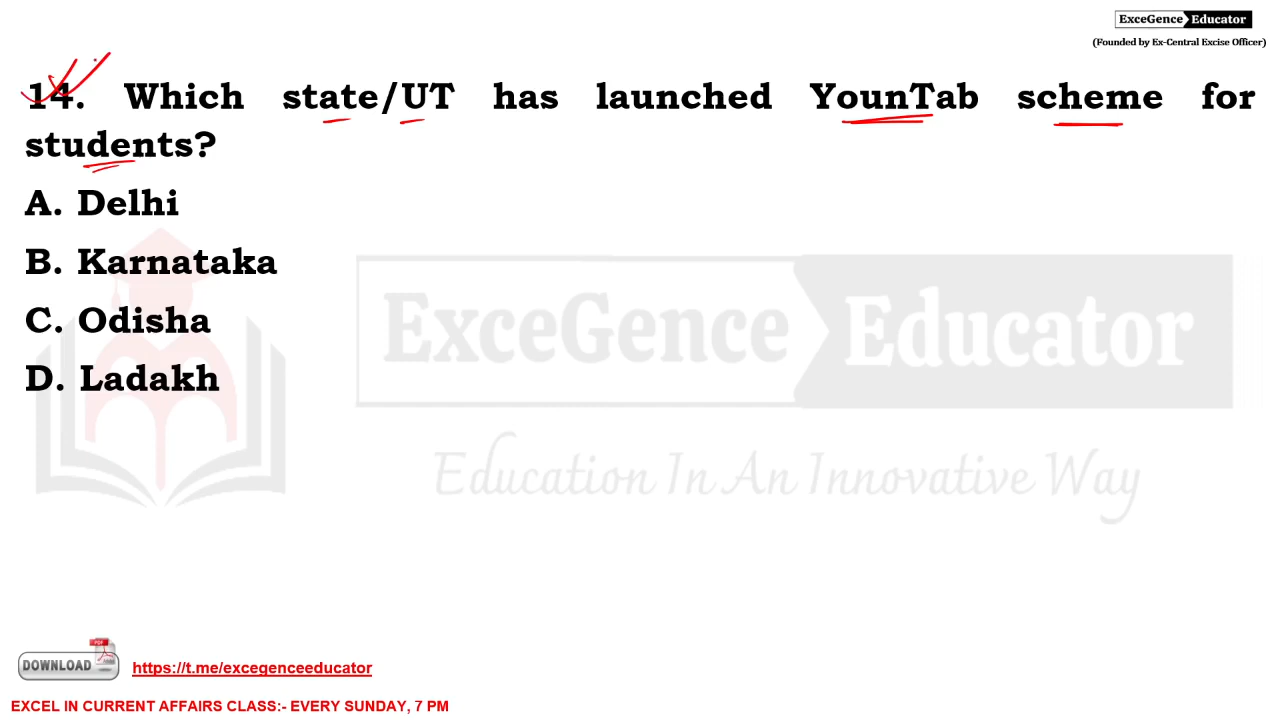 ExceGence Educator
(Founded by Ex-Central Excise Officer)
14. Which state/UT has launched YounTab scheme for
students?
A. Delhi
B. Karnataka
C. Odisha
D. Ladakh
ExceGence Educator
Education In An Innovative Way
PDF
DOWNLOAD
https://t.me/excegenceeducator
EXCEL IN CURRENT AFFAIRS CLASS:- EVERY SUNDAY, 7 PM